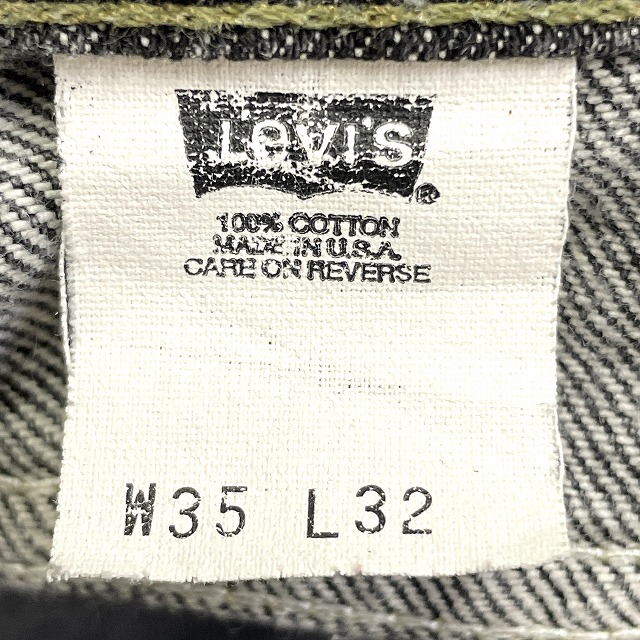 Levi's®
100% COTTON
MADE IN U.S.A.
CARE ON REVERSE
W35 L32